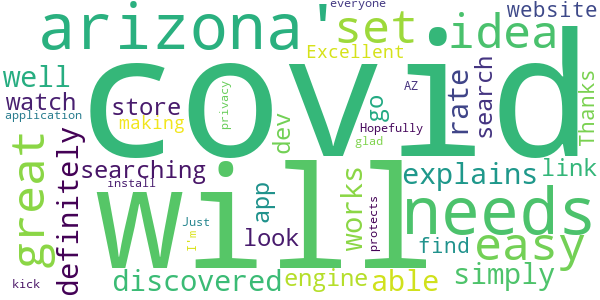 everyone
arizona'
set
idea
website
Excellent
covid
well
watch
application
store
making
privacy
dev
go
AZ
Hopefully
glad
rate
search
Thanks
great
definitely
searching
install
will
app
look
works
protects
explains
link
needs
Just
I'm
find
easy
kick
discovered
engine
able
simply